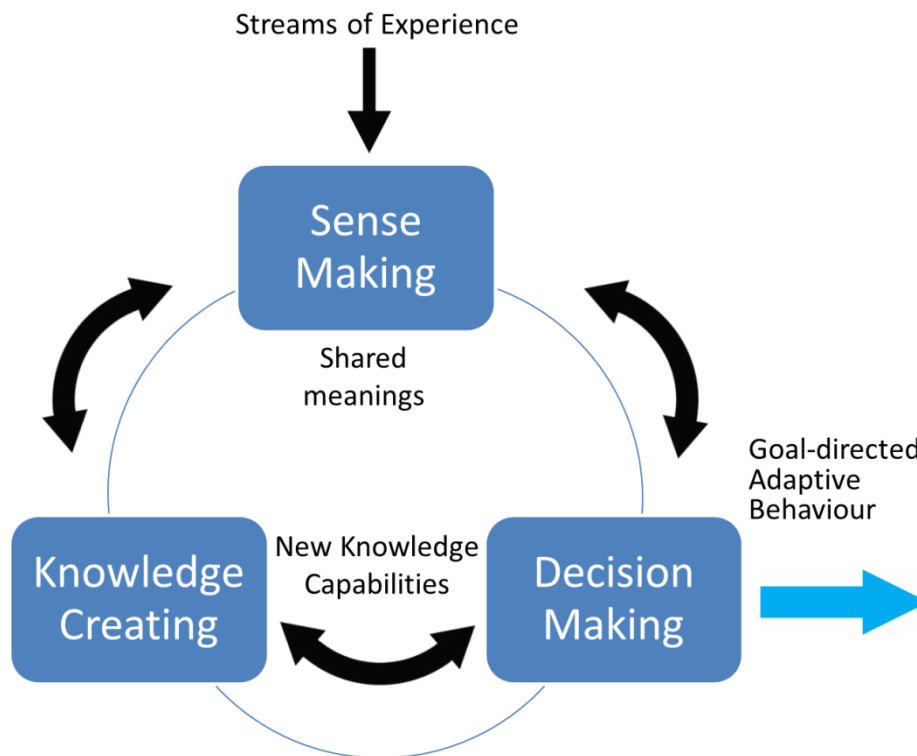 Streams of Experience
Sense
Making
Shared
meanings
Goal-directed
Adaptive
Behaviour
Knowledge
Creating
New Knowledge
Capabilities
Decision
Making